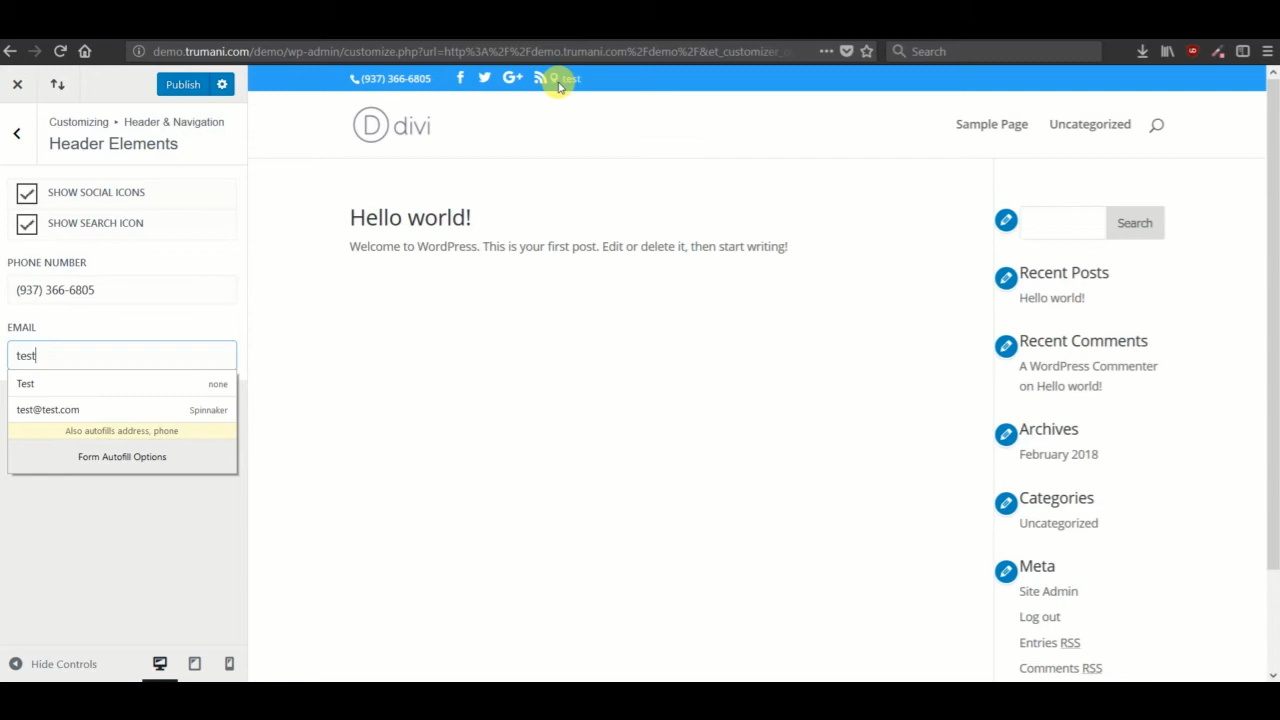 demo.trumani.com/demo/wp-admin/customize.php?url=http%3A%2F%2Fdemo.trumani.com%2Fdemo%2F&et_customizer_
Search
Publish
Customizing ▸ Header & Navigation
Header Elements
SHOW SOCIAL ICONS
SHOW SEARCH ICON
PHONE NUMBER
(937) 366-6805
EMAIL
test
Test none
test@test.com Spinnaker
Also autofills address, phone
Form Autofill Options
Hide Controls
(937) 366-6805
test
divi
Sample Page
Uncategorized
Hello world!
Welcome to WordPress. This is your first post. Edit or delete it, then start writing!
Search
Recent Posts
Hello world!
Recent Comments
A WordPress Commenter
on Hello world!
Archives
February 2018
Categories
Uncategorized
Meta
Site Admin
Log out
Entries RSS
Comments RSS